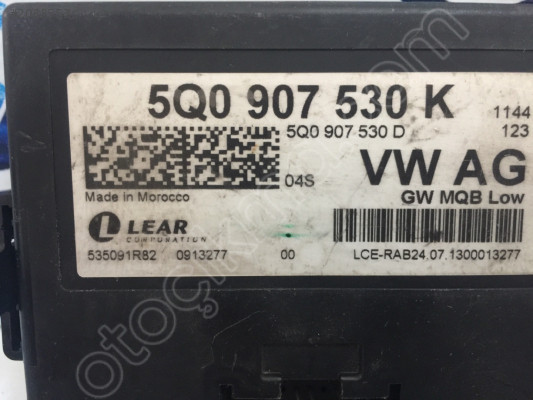 5Q0 907 530 K 1144
5Q0 907 530 D 123
04S VW AG
Made in Morocco GW MQB Low
LEAR
CORPORATION
535091R82 0913277 00 LCE-RAB24.07.1300013277
otocikma.com